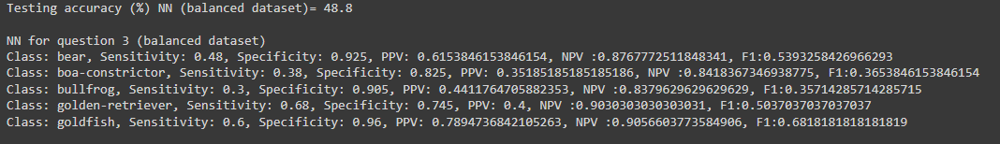 Testing accuracy (%) NN (balanced dataset)= 48.8
NN for question 3 (balanced dataset)
Class: bear, Sensitivity: 0.48, Specificity: 0.925, PPV: 0.6153846153846154, NPV :0.8767772511848341, F1:0.5393258426966293
Class: boa-constrictor, Sensitivity: 0.38, Specificity: 0.825, PPV: 0.35185185185185186, NPV :0.8418367346938775, F1:0.3653846153846154
Class: bullfrog, Sensitivity: 0.3, Specificity: 0.905, PPV: 0.4411764705882353, NPV :0.8379629629629629, F1:0.35714285714285715
Class: golden-retriever, Sensitivity: 0.68, Specificity: 0.745, PPV: 0.4, NPV :0.9030303030303031, F1:0.5037037037037037
Class: goldfish, Sensitivity: 0.6, Specificity: 0.96, PPV: 0.7894736842105263, NPV :0.9056603773584906, F1:0.6818181818181819